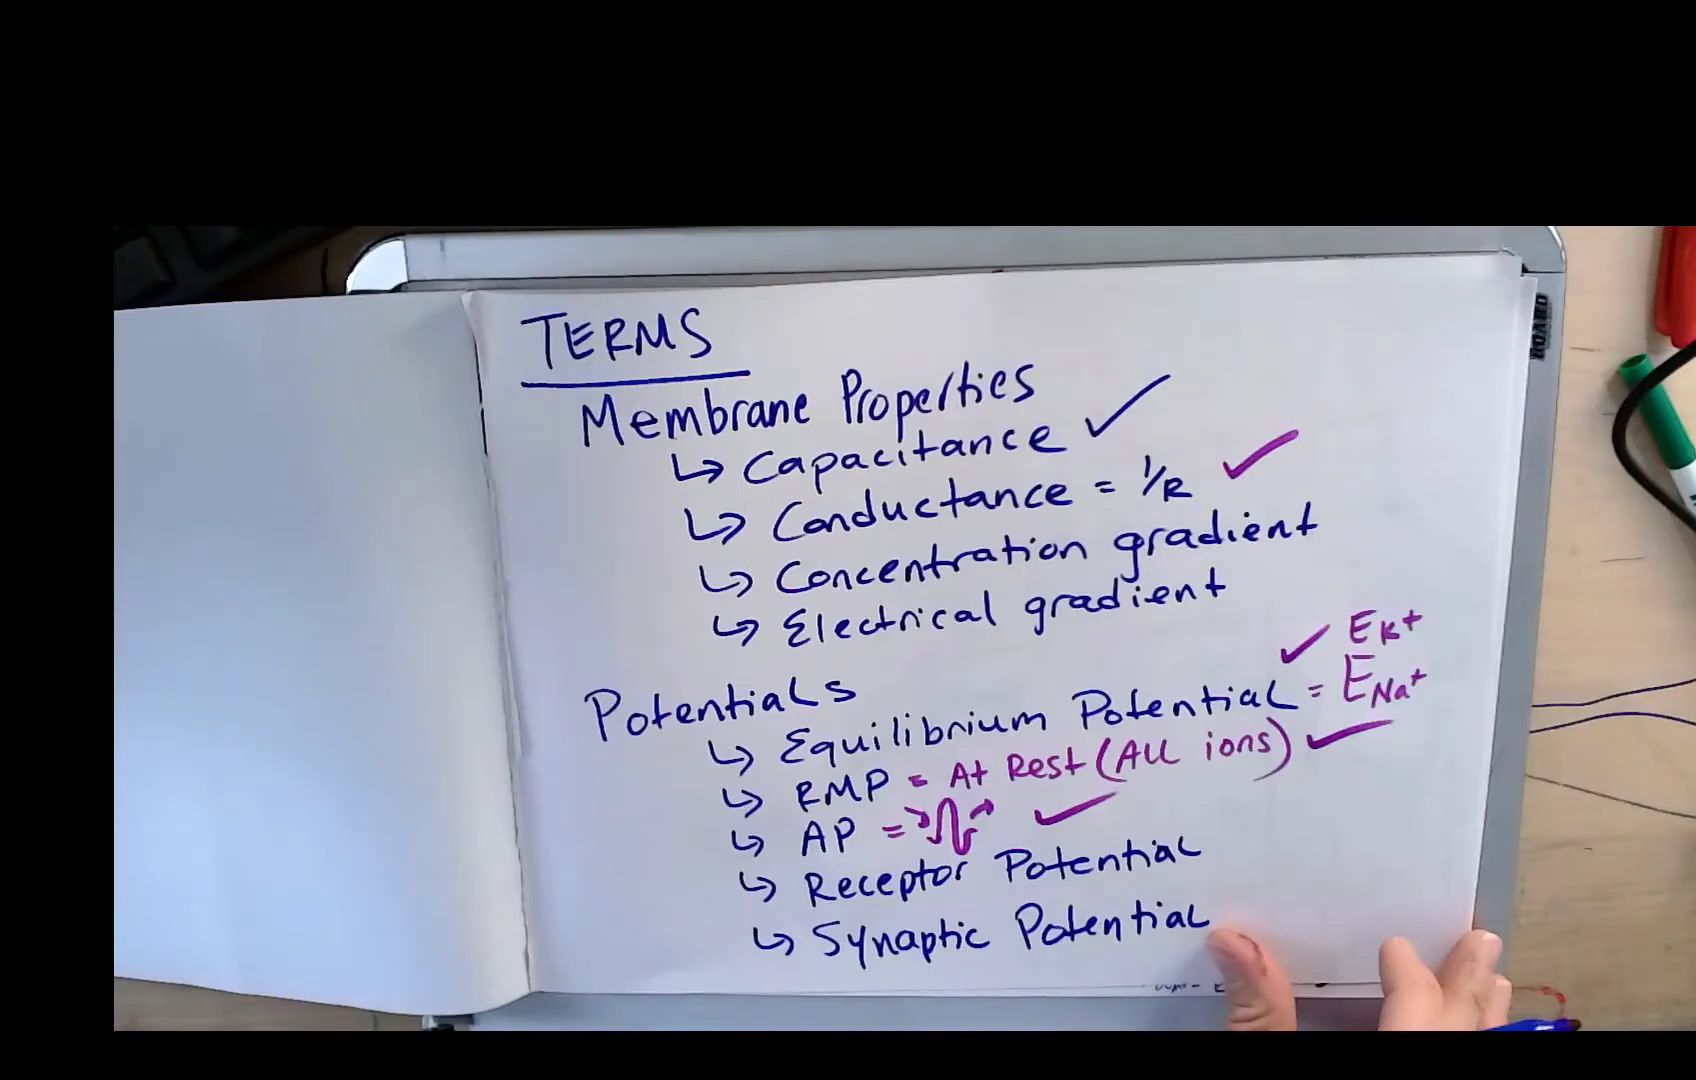 TERMS
Membrane Properties
↳ Capacitance ✓
↳ Conductance = 1/R ✓
↳ Concentration gradient
↳ Electrical gradient
Potentials
↳ Equilibrium Potential = ENa+ ✓ EK+
↳ RMP = At Rest (All ions) ✓
↳ AP = ✓
↳ Receptor Potential
↳ Synaptic Potential